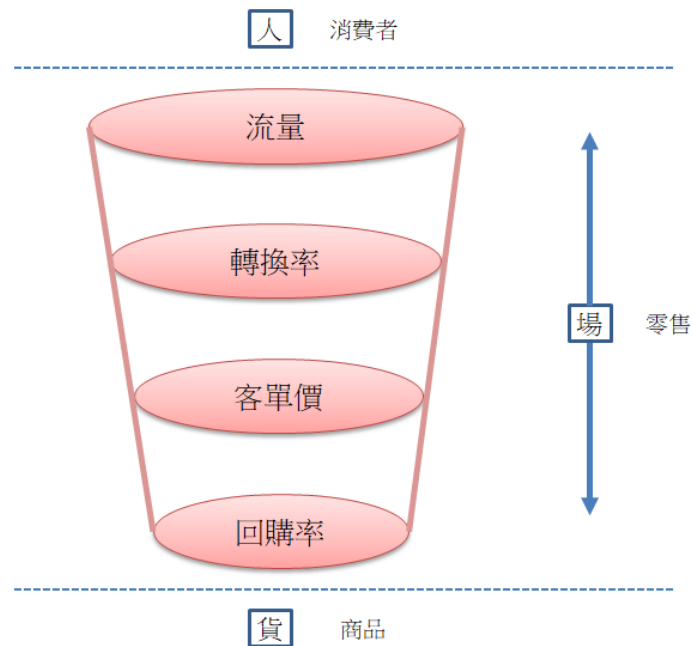 人 消費者
流量
轉換率
場 零售
客單價
回購率
貨 商品